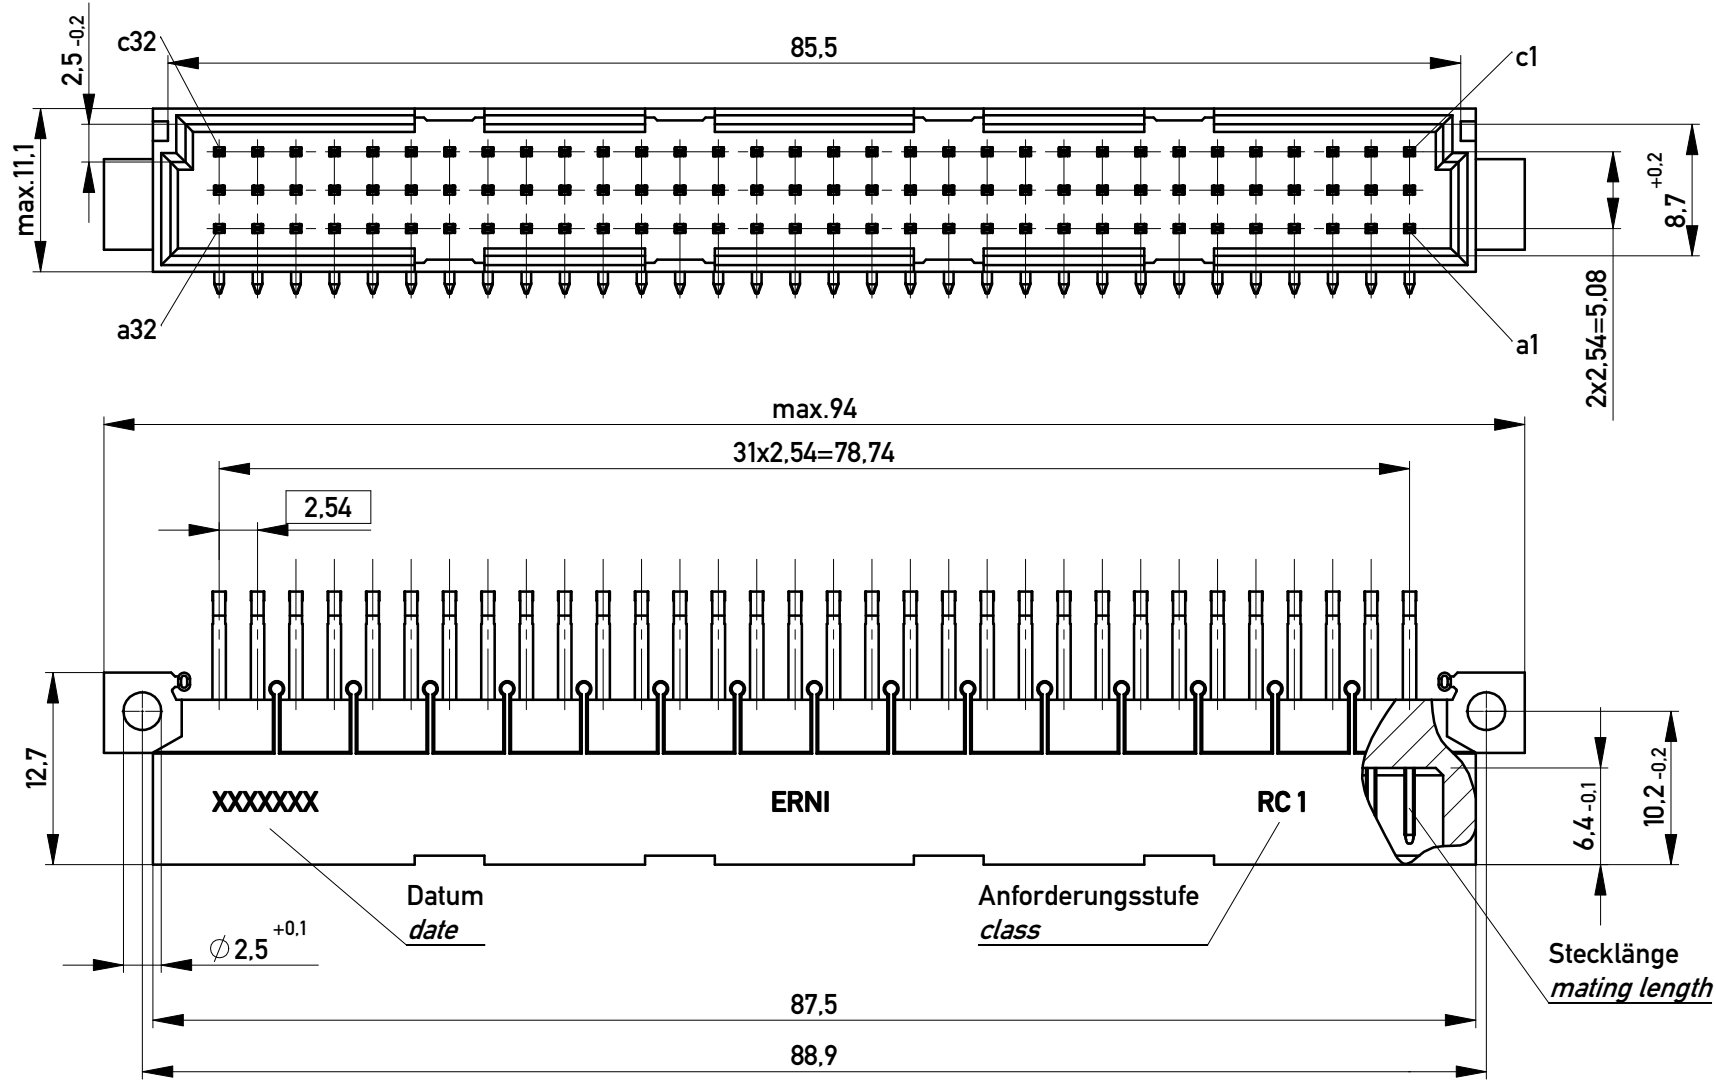 2,5 -0,2
c32
85,5
c1
max.11,1
8,7 +0,2
a32
a1
2x2,54=5,08
max.94
31x2,54=78,74
2,54
12,7
XXXXXXX
ERNI
RC 1
6,4 -0,1
10,2 -0,2
Datum
date
Anforderungsstufe
class
∅ 2,5 +0,1
Stecklänge
mating length
87,5
88,9